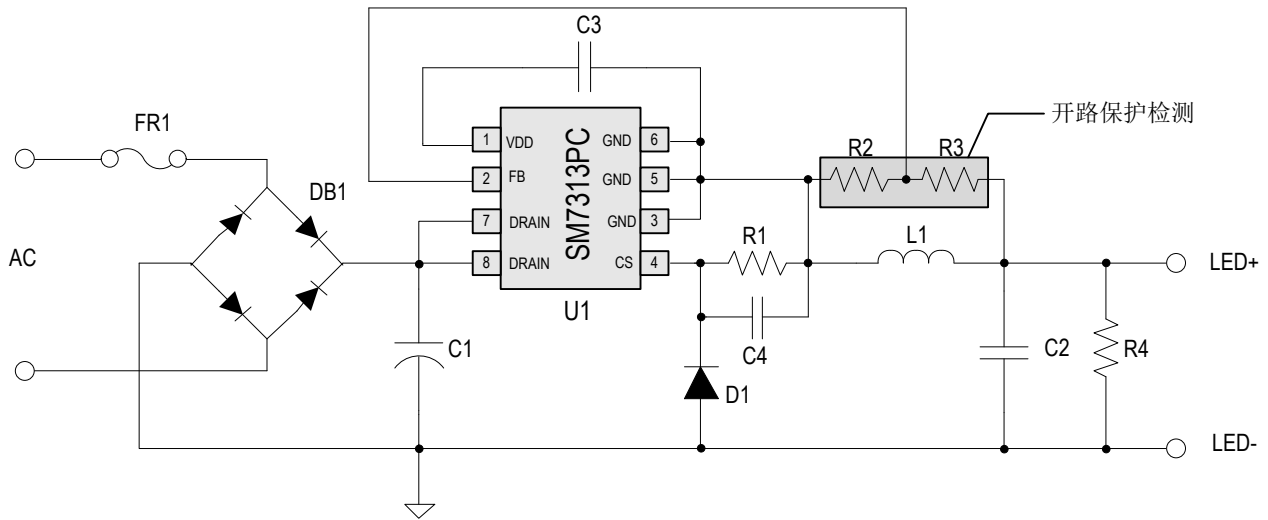 C3
开路保护检测
FR1
R2
R3
1
VDD
GND
6
2
FB
GND
5
DB1
7
DRAIN
GND
3
8
DRAIN
CS
4
SM7313PC
U1
R1
L1
AC
LED+
C1
C4
C2
R4
D1
LED-